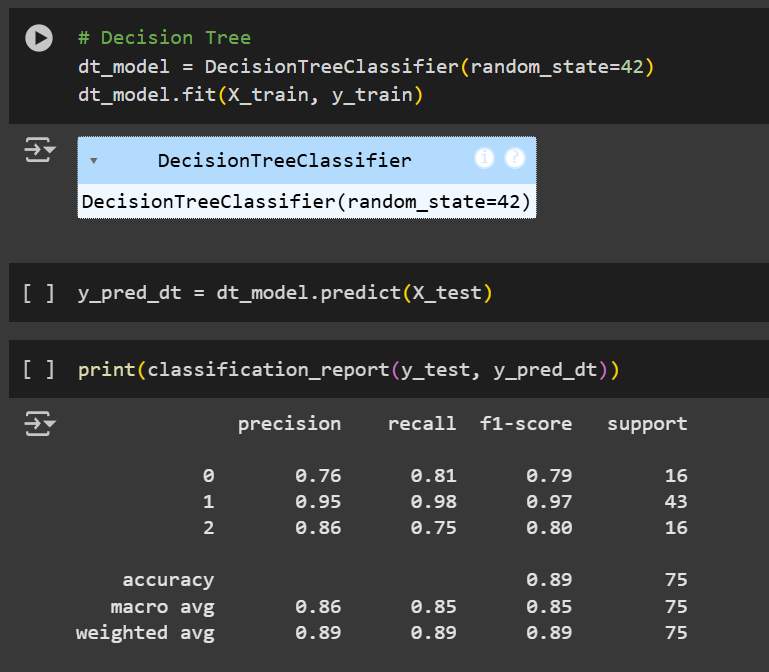 # Decision Tree
dt_model = DecisionTreeClassifier(random_state=42)
dt_model.fit(X_train, y_train)
DecisionTreeClassifier i ?
DecisionTreeClassifier(random_state=42)
[ ] y_pred_dt = dt_model.predict(X_test)
[ ] print(classification_report(y_test, y_pred_dt))
precision recall f1-score support
0 0.76 0.81 0.79 16
1 0.95 0.98 0.97 43
2 0.86 0.75 0.80 16
accuracy 0.89 75
macro avg 0.86 0.85 0.85 75
weighted avg 0.89 0.89 0.89 75